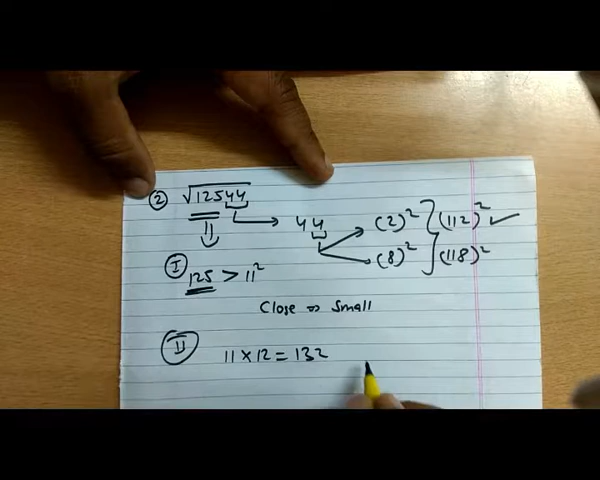 ② √12544
11
44
(2)²
(8)²
(112)² ✓
(118)²
I 125 > 11²
Close ⇒ Small
II 11 × 12 = 132